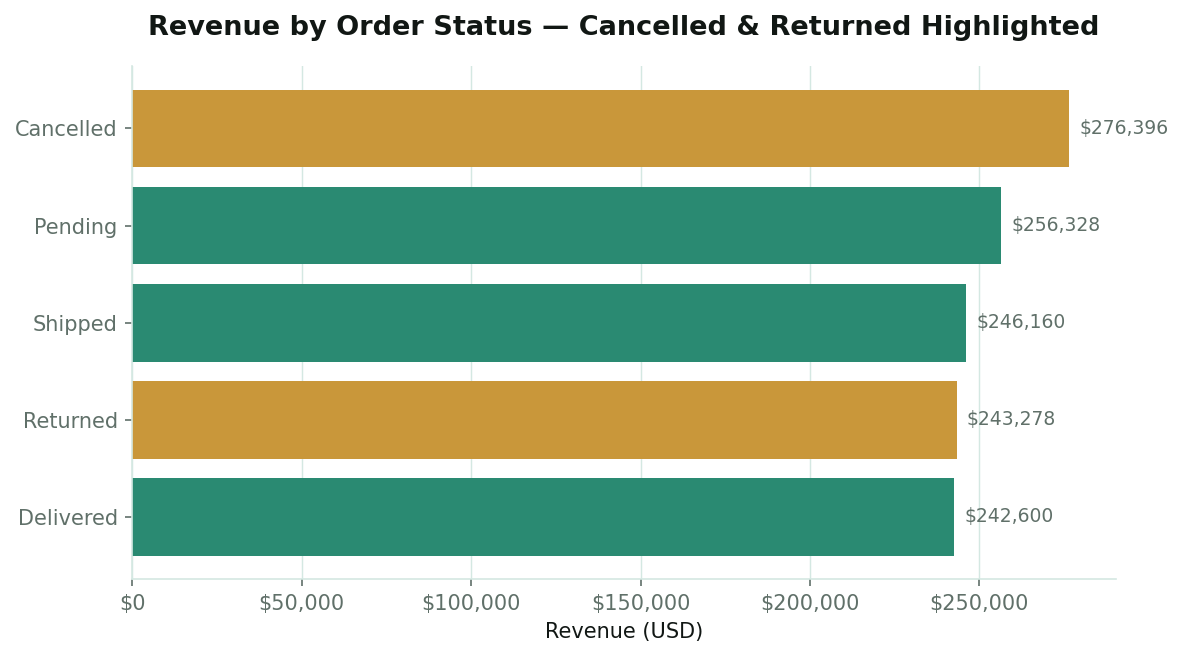 Revenue by Order Status — Cancelled & Returned Highlighted
Cancelled
$276,396
Pending
$256,328
Shipped
$246,160
Returned
$243,278
Delivered
$242,600
$0
$50,000
$100,000
$150,000
$200,000
$250,000
Revenue (USD)